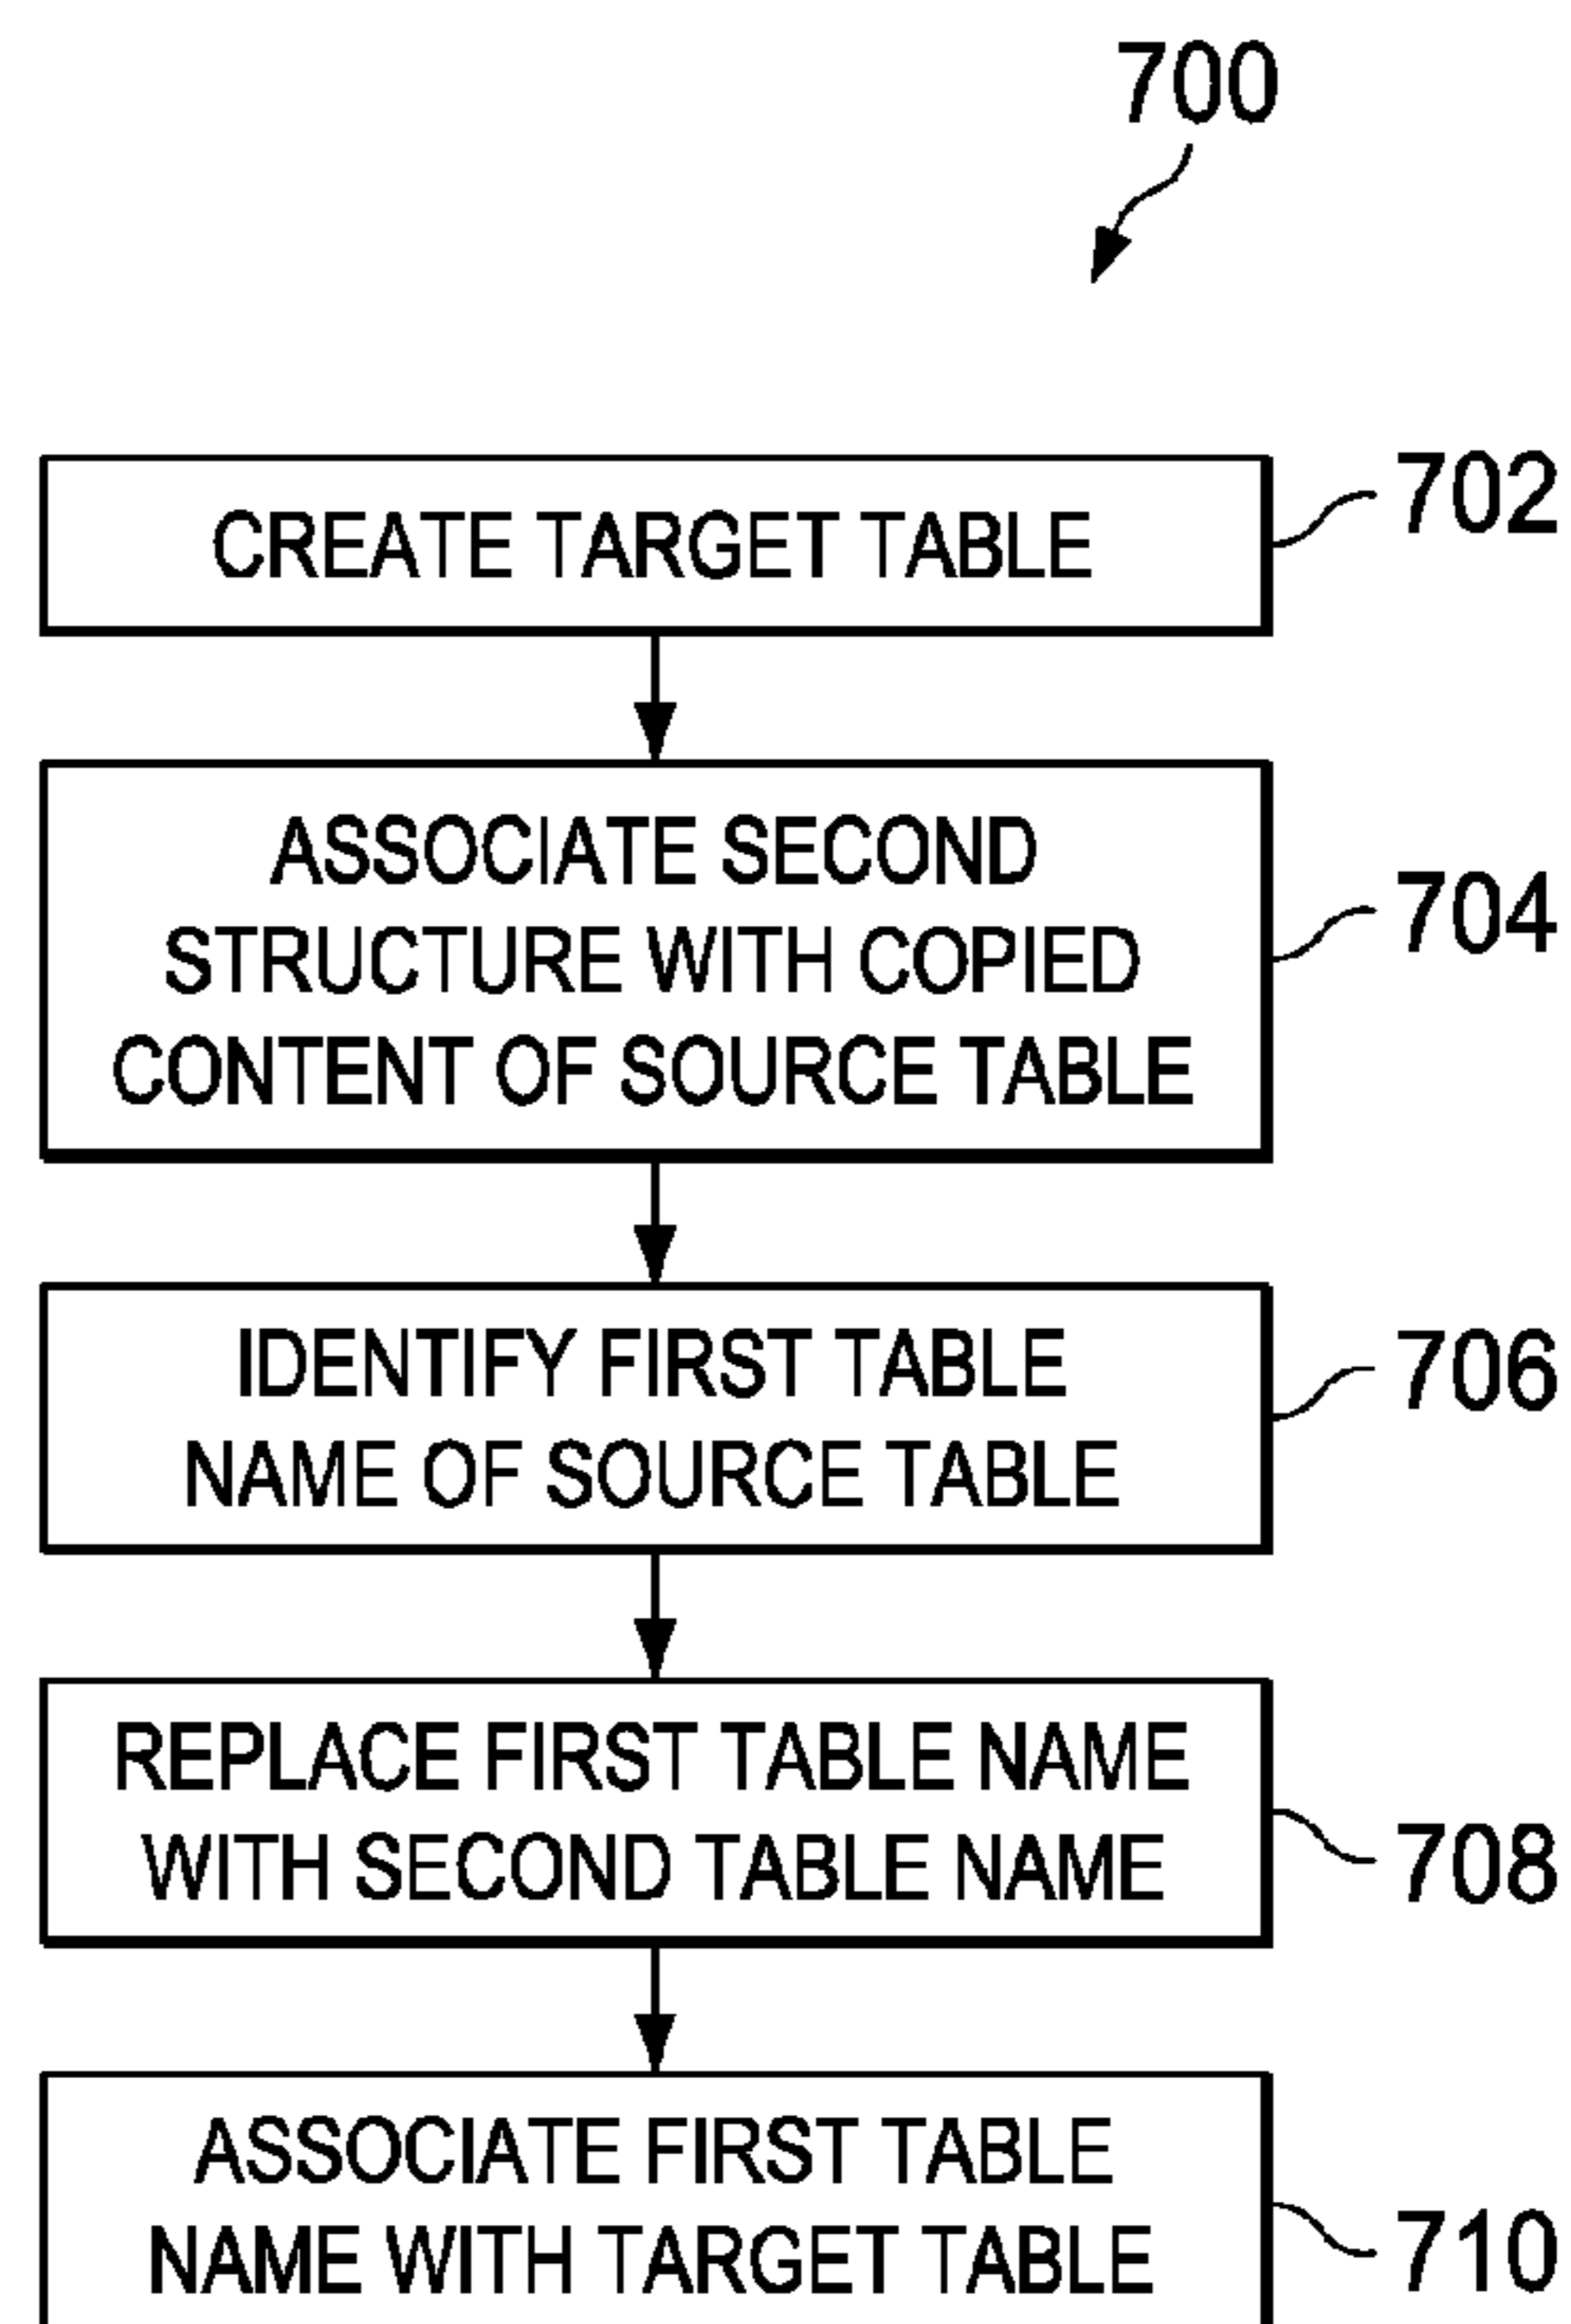 700
CREATE TARGET TABLE
702
ASSOCIATE SECOND
STRUCTURE WITH COPIED
CONTENT OF SOURCE TABLE
704
IDENTIFY FIRST TABLE
NAME OF SOURCE TABLE
706
REPLACE FIRST TABLE NAME
WITH SECOND TABLE NAME
708
ASSOCIATE FIRST TABLE
NAME WITH TARGET TABLE
710